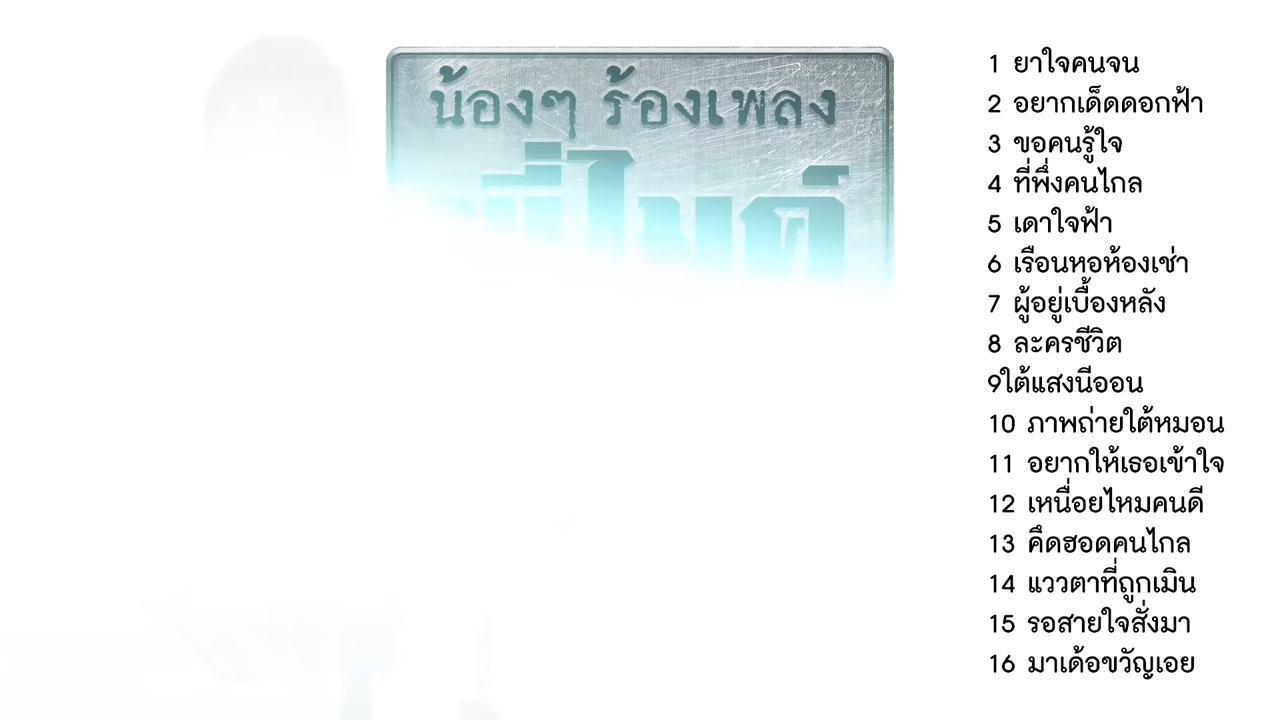 น้องๆ ร้องเพลง
1 ยาใจคนจน
2 อยากเด็ดดอกฟ้า
3 ขอคนรู้ใจ
4 ที่พึ่งคนไกล
5 เดาใจฟ้า
6 เรือนหอห้องเช่า
7 ผู้อยู่เบื้องหลัง
8 ละครชีวิต
9ใต้แสงนีออน
10 ภาพถ่ายใต้หมอน
11 อยากให้เธอเข้าใจ
12 เหนื่อยไหมคนดี
13 คึดฮอดคนไกล
14 แววตาที่ถูกเมิน
15 รอสายใจสั่งมา
16 มาเด้อขวัญเอย